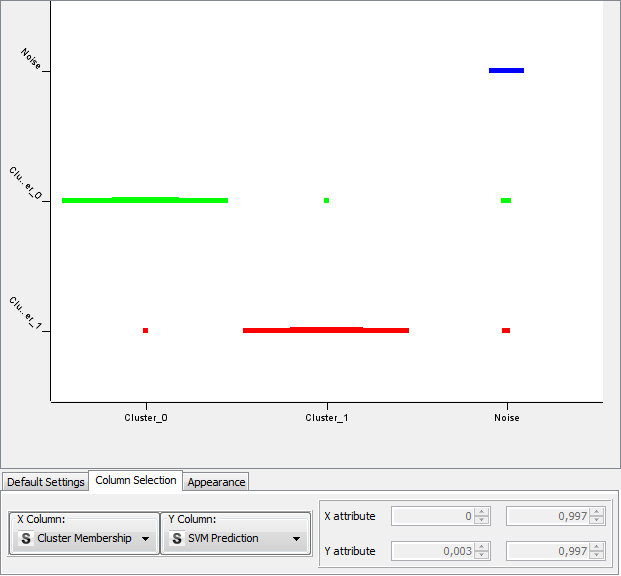 Noise
Clu..er_0
Clu..er_1
Cluster_0 Cluster_1 Noise
Default Settings Column Selection Appearance
X Column: Y Column:
S Cluster Membership S SVM Prediction
X attribute 0 0,997
Y attribute 0,003 0,997